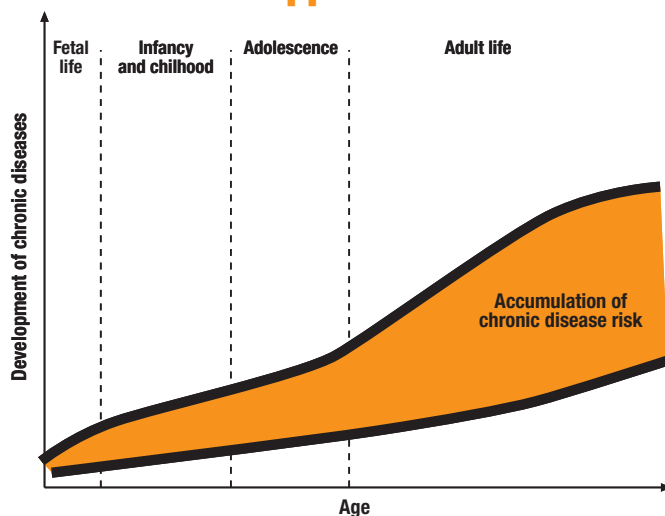 Fetal
life
Infancy
and chilhood
Adolescence
Adult life
Development of chronic diseases
Accumulation of
chronic disease risk
Age